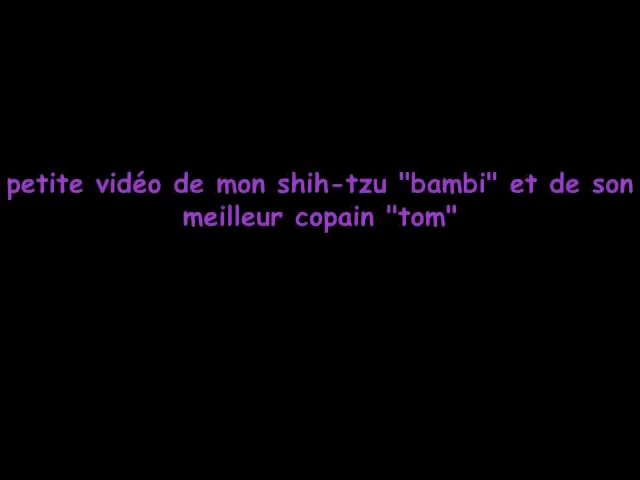 petite vidéo de mon shih-tzu "bambi" et de son
meilleur copain "tom"